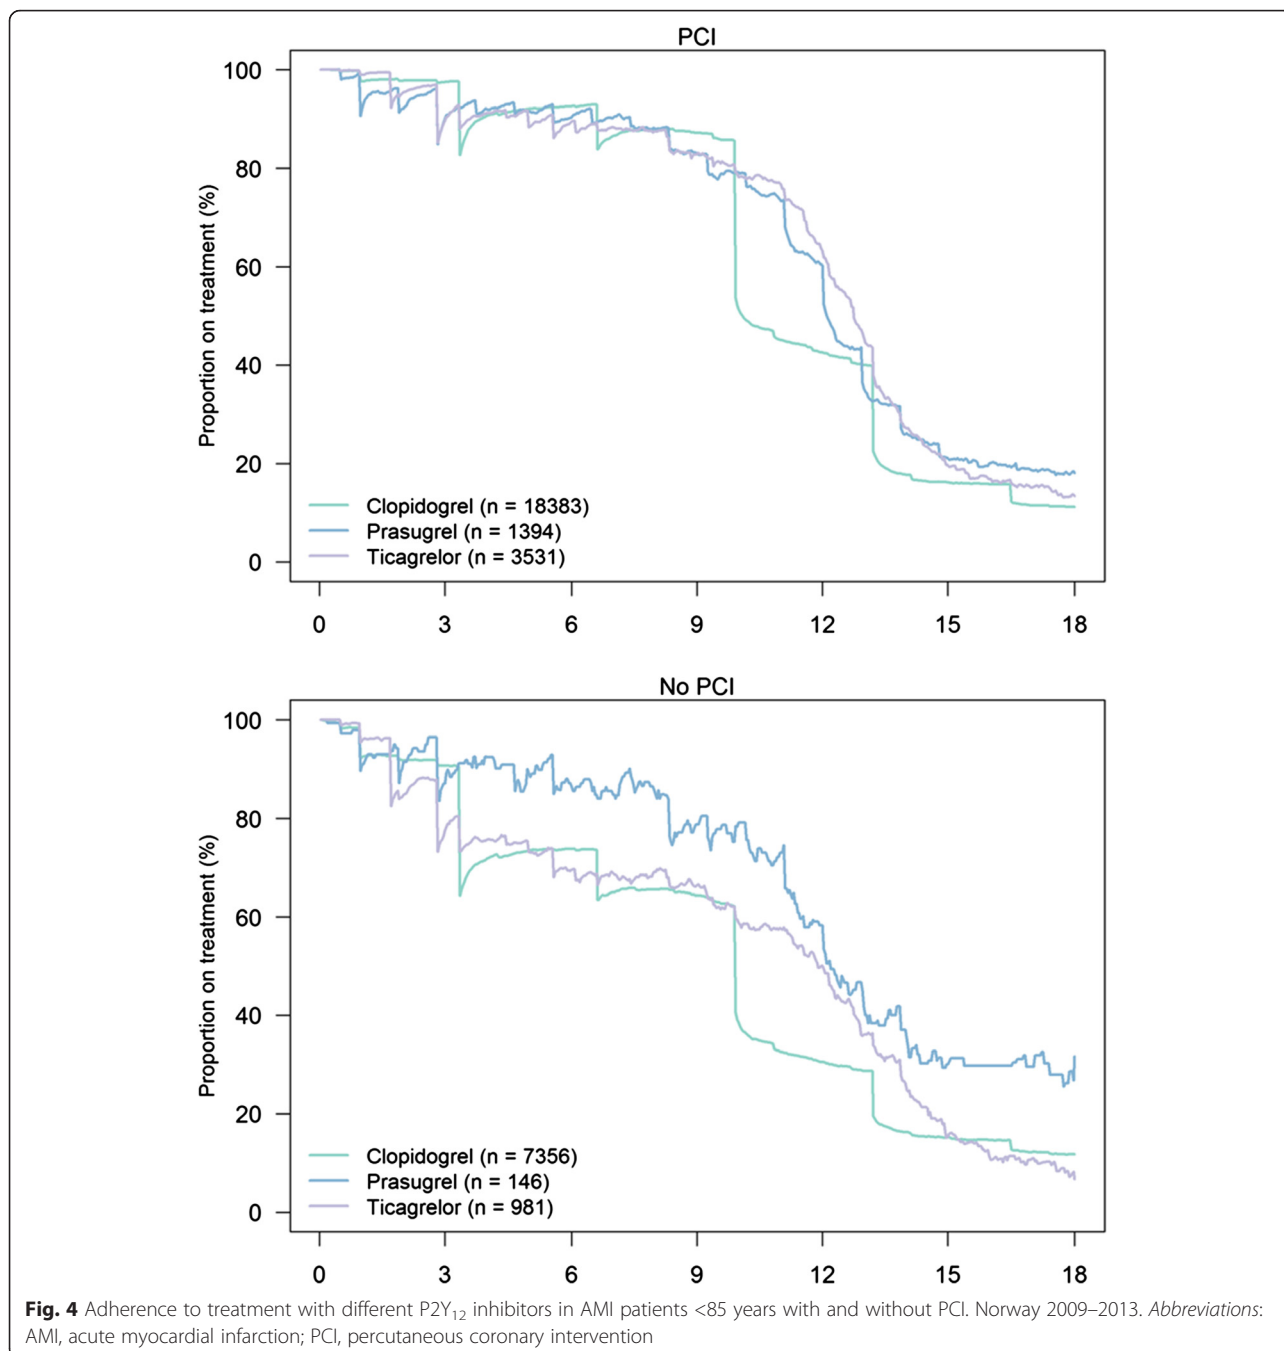 PCI
100
80
60
40
20
0
Proportion on treatment (%)
Clopidogrel (n = 18383)
Prasugrel (n = 1394)
Ticagrelor (n = 3531)
0 3 6 9 12 15 18
No PCI
100
80
60
40
20
0
Proportion on treatment (%)
Clopidogrel (n = 7356)
Prasugrel (n = 146)
Ticagrelor (n = 981)
0 3 6 9 12 15 18
Fig. 4 Adherence to treatment with different P2Y12 inhibitors in AMI patients <85 years with and without PCI. Norway 2009–2013. Abbreviations:
AMI, acute myocardial infarction; PCI, percutaneous coronary intervention